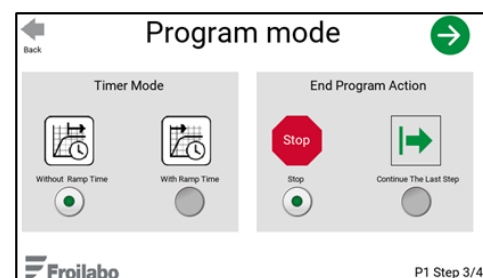 Program mode
Back
Timer Mode
End Program Action
Stop
Without Ramp Time
With Ramp Time
Stop
Continue The Last Step
Froilabo
P1 Step 3/4